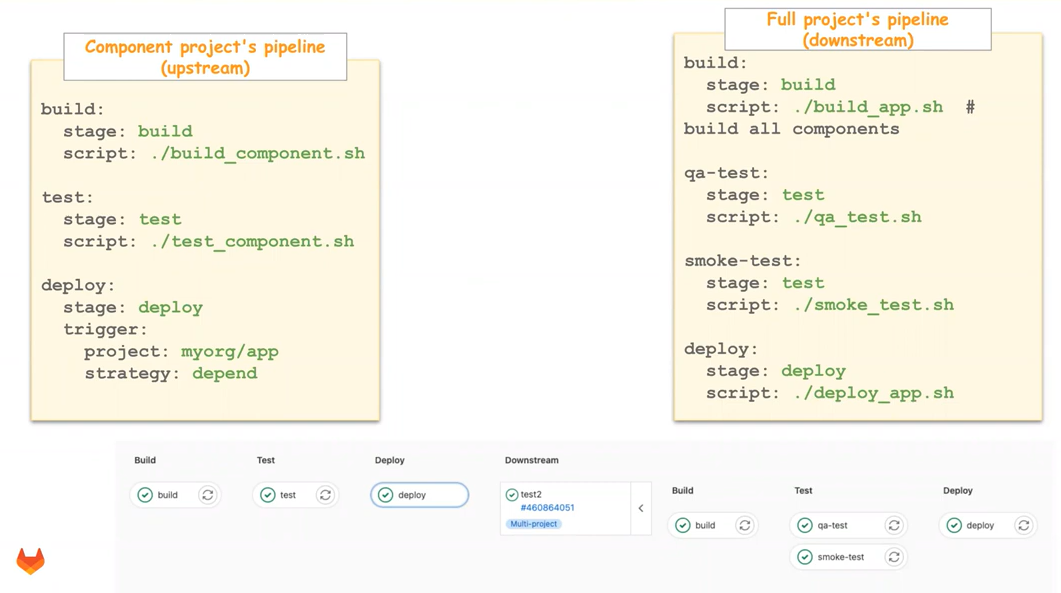 Component project's pipeline
(upstream)
build:
stage: build
script: ./build_component.sh
test:
stage: test
script: ./test_component.sh
deploy:
stage: deploy
trigger:
project: myorg/app
strategy: depend
Full project's pipeline
(downstream)
build:
stage: build
script: ./build_app.sh #
build all components
qa-test:
stage: test
script: ./qa_test.sh
smoke-test:
stage: test
script: ./smoke_test.sh
deploy:
stage: deploy
script: ./deploy_app.sh
Build
build
Test
test
Deploy
deploy
Downstream
test2
#460864051
Multi-project
Build
build
Test
qa-test
smoke-test
Deploy
deploy